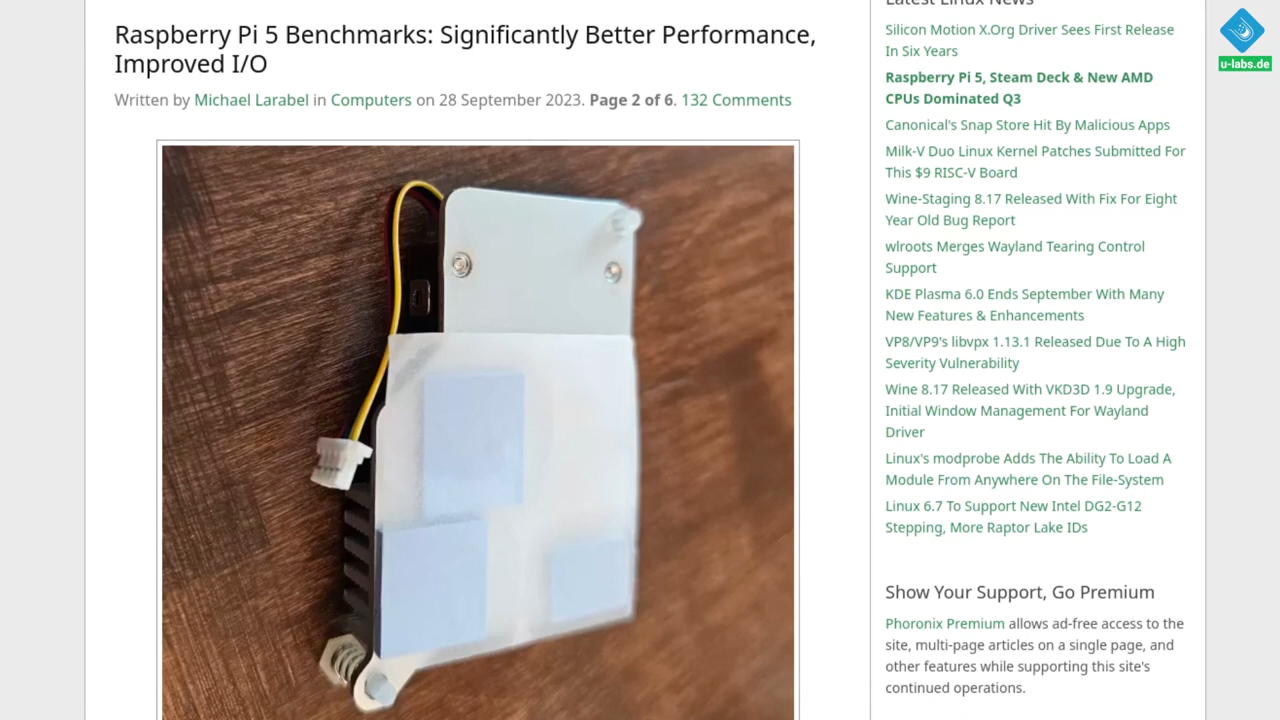 Raspberry Pi 5 Benchmarks: Significantly Better Performance,
Improved I/O
Written by Michael Larabel in Computers on 28 September 2023. Page 2 of 6. 132 Comments
Latest Linux News
Silicon Motion X.Org Driver Sees First Release
In Six Years
Raspberry Pi 5, Steam Deck & New AMD
CPUs Dominated Q3
Canonical's Snap Store Hit By Malicious Apps
Milk-V Duo Linux Kernel Patches Submitted For
This $9 RISC-V Board
Wine-Staging 8.17 Released With Fix For Eight
Year Old Bug Report
wlroots Merges Wayland Tearing Control
Support
KDE Plasma 6.0 Ends September With Many
New Features & Enhancements
VP8/VP9's libvpx 1.13.1 Released Due To A High
Severity Vulnerability
Wine 8.17 Released With VKD3D 1.9 Upgrade,
Initial Window Management For Wayland
Driver
Linux's modprobe Adds The Ability To Load A
Module From Anywhere On The File-System
Linux 6.7 To Support New Intel DG2-G12
Stepping, More Raptor Lake IDs
Show Your Support, Go Premium
Phoronix Premium allows ad-free access to the
site, multi-page articles on a single page, and
other features while supporting this site's
continued operations.
u-labs.de